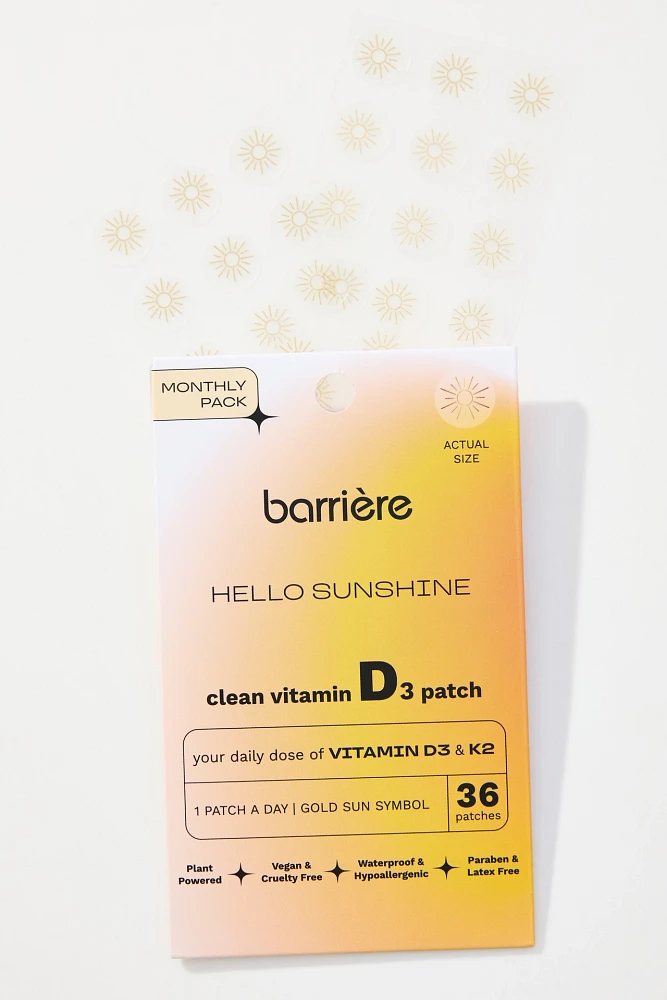 MONTHLY
PACK
ACTUAL
SIZE
barrière
HELLO SUNSHINE
clean vitamin D3 patch
your daily dose of VITAMIN D3 & K2
1 PATCH A DAY | GOLD SUN SYMBOL
36
patches
Plant
Powered
Vegan &
Cruelty Free
Waterproof &
Hypoallergenic
Paraben &
Latex Free